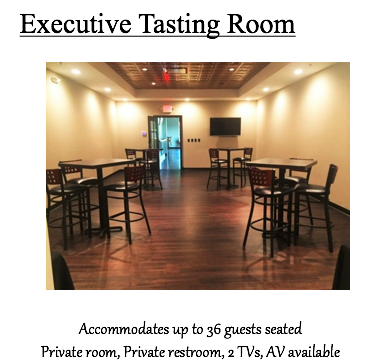 Executive Tasting Room
Accommodates up to 36 guests seated
Private room, Private restroom, 2 TVs, AV available